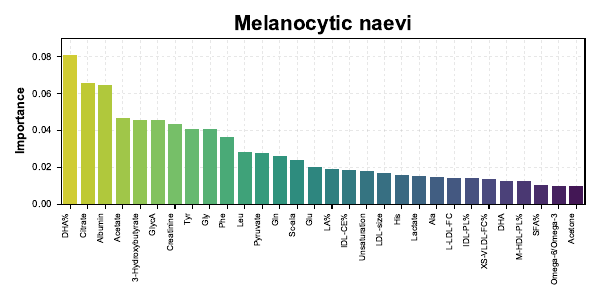 Melanocytic naevi
Importance
0.08
0.06
0.04
0.02
0.00
DHA%
Citrate
Albumin
Acetate
3-Hydroxybutyrate
GlycA
Creatinine
Tyr
Gly
Phe
Leu
Pyruvate
Gln
Sc-ala
Glu
LA%
IDL-CE%
Unsaturation
LDL-size
His
Lactate
Ala
L-LDL-FC
IDL-PL%
XS-VLDL-FC%
DHA
M-HDL-PL%
SFA%
Omega-6/Omega-3
Acetone